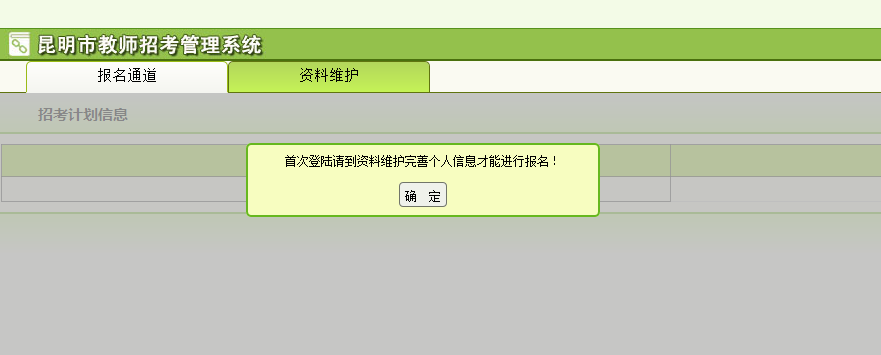 昆明市教师招考管理系统
报名通道
资料维护
招考计划信息
首次登陆请到资料维护完善个人信息才能进行报名！
确 定